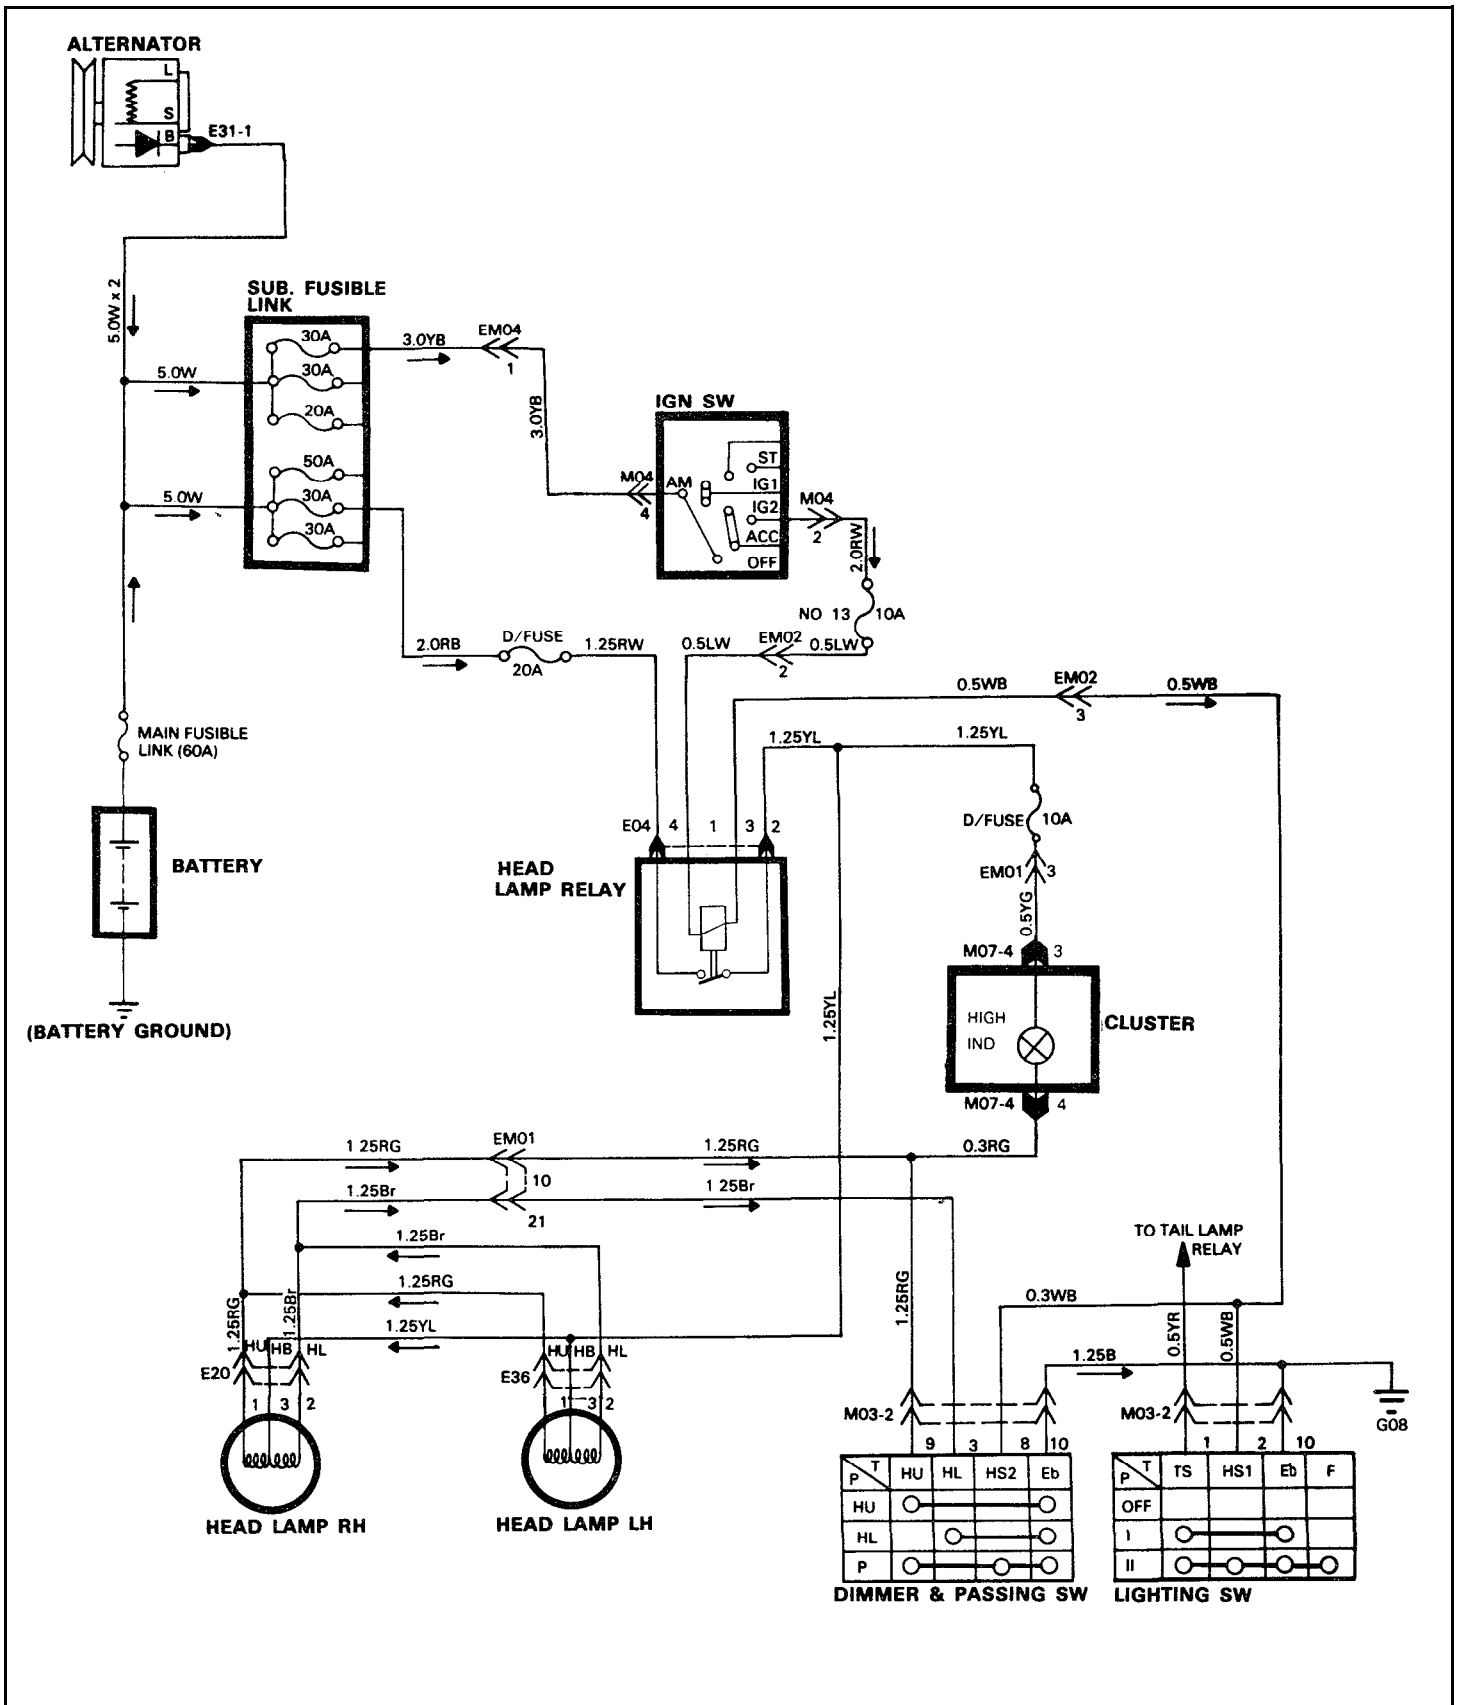 ALTERNATOR
L
S
B
E31-1
5.0W x 2
SUB. FUSIBLE
LINK
30A
30A
20A
50A
30A
30A
5.0W
5.0W
3.0YB
EM04
1
3.0YB
IGN SW
M04
4
AM
ST
IG1
IG2
ACC
OFF
M04
2
2.0RW
NO 13
10A
2.0RB
D/FUSE
20A
1.25RW
0.5LW
EM02
2
0.5LW
0.5WB
EM02
3
0.5WB
1.25YL
1.25YL
MAIN FUSIBLE
LINK (60A)
BATTERY
(BATTERY GROUND)
E04
4
1
3
2
HEAD
LAMP RELAY
D/FUSE
10A
EM01
3
0.5YG
M07-4
3
HIGH
IND
CLUSTER
M07-4
4
1.25YL
1 25RG
EM01
1.25RG
0.3RG
10
1.25Br
1 25Br
21
1.25Br
1.25RG
1.25YL
1.25RG
1.25Br
HU
HB
HL
HU
HB
HL
E20
1
3
2
E36
1
3
2
HEAD LAMP RH
HEAD LAMP LH
1.25RG
TO TAIL LAMP
RELAY
0.3WB
0.5YR
0.5WB
1.25B
G08
M03-2
9
3
8
10
M03-2
1
2
10
T
P
HU
HL
HS2
Eb
HU
HL
P
DIMMER & PASSING SW
T
P
TS
HS1
Eb
F
OFF
I
II
LIGHTING SW